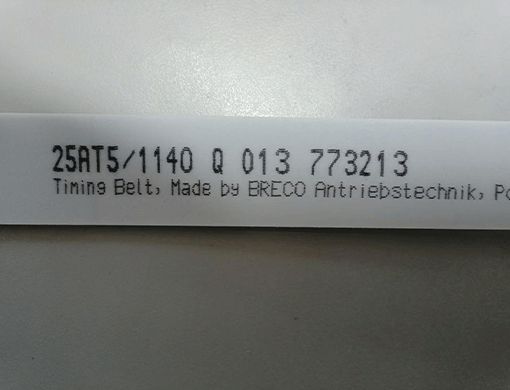 25AT5/1140 Q 013 773213
Timing Belt, Made by BRECO Antriebstechnik,